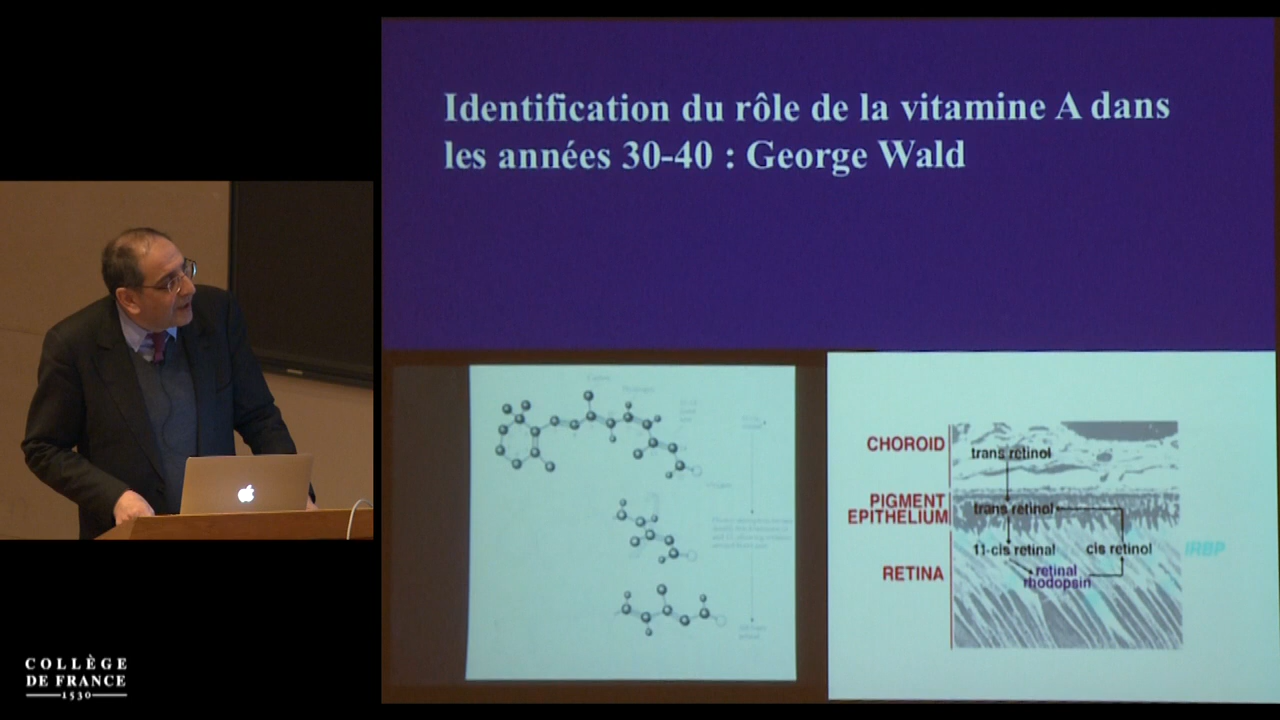 Identification du rôle de la vitamine A dans
les années 30-40 : George Wald
CHOROID
trans retinol
PIGMENT
EPITHELIUM
trans retinol
11-cis retinal
cis retinol
IRBP
RETINA
retinal
rhodopsin
COLLÈGE
DE FRANCE
1530